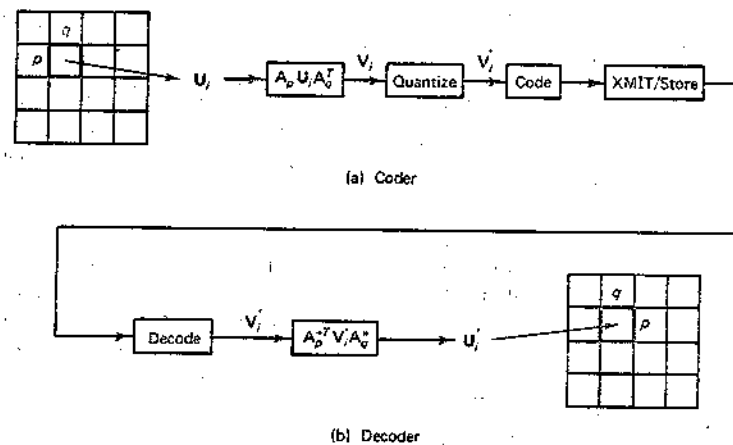 q
p
U_i
A_p U_i A_q^T
V_i
Quantize
V_i^•
Code
XMIT/Store
(a) Coder
Decode
V_i^•
A_p^{*T} V_i^• A_q^*
U_i^•
q
p
(b) Decoder